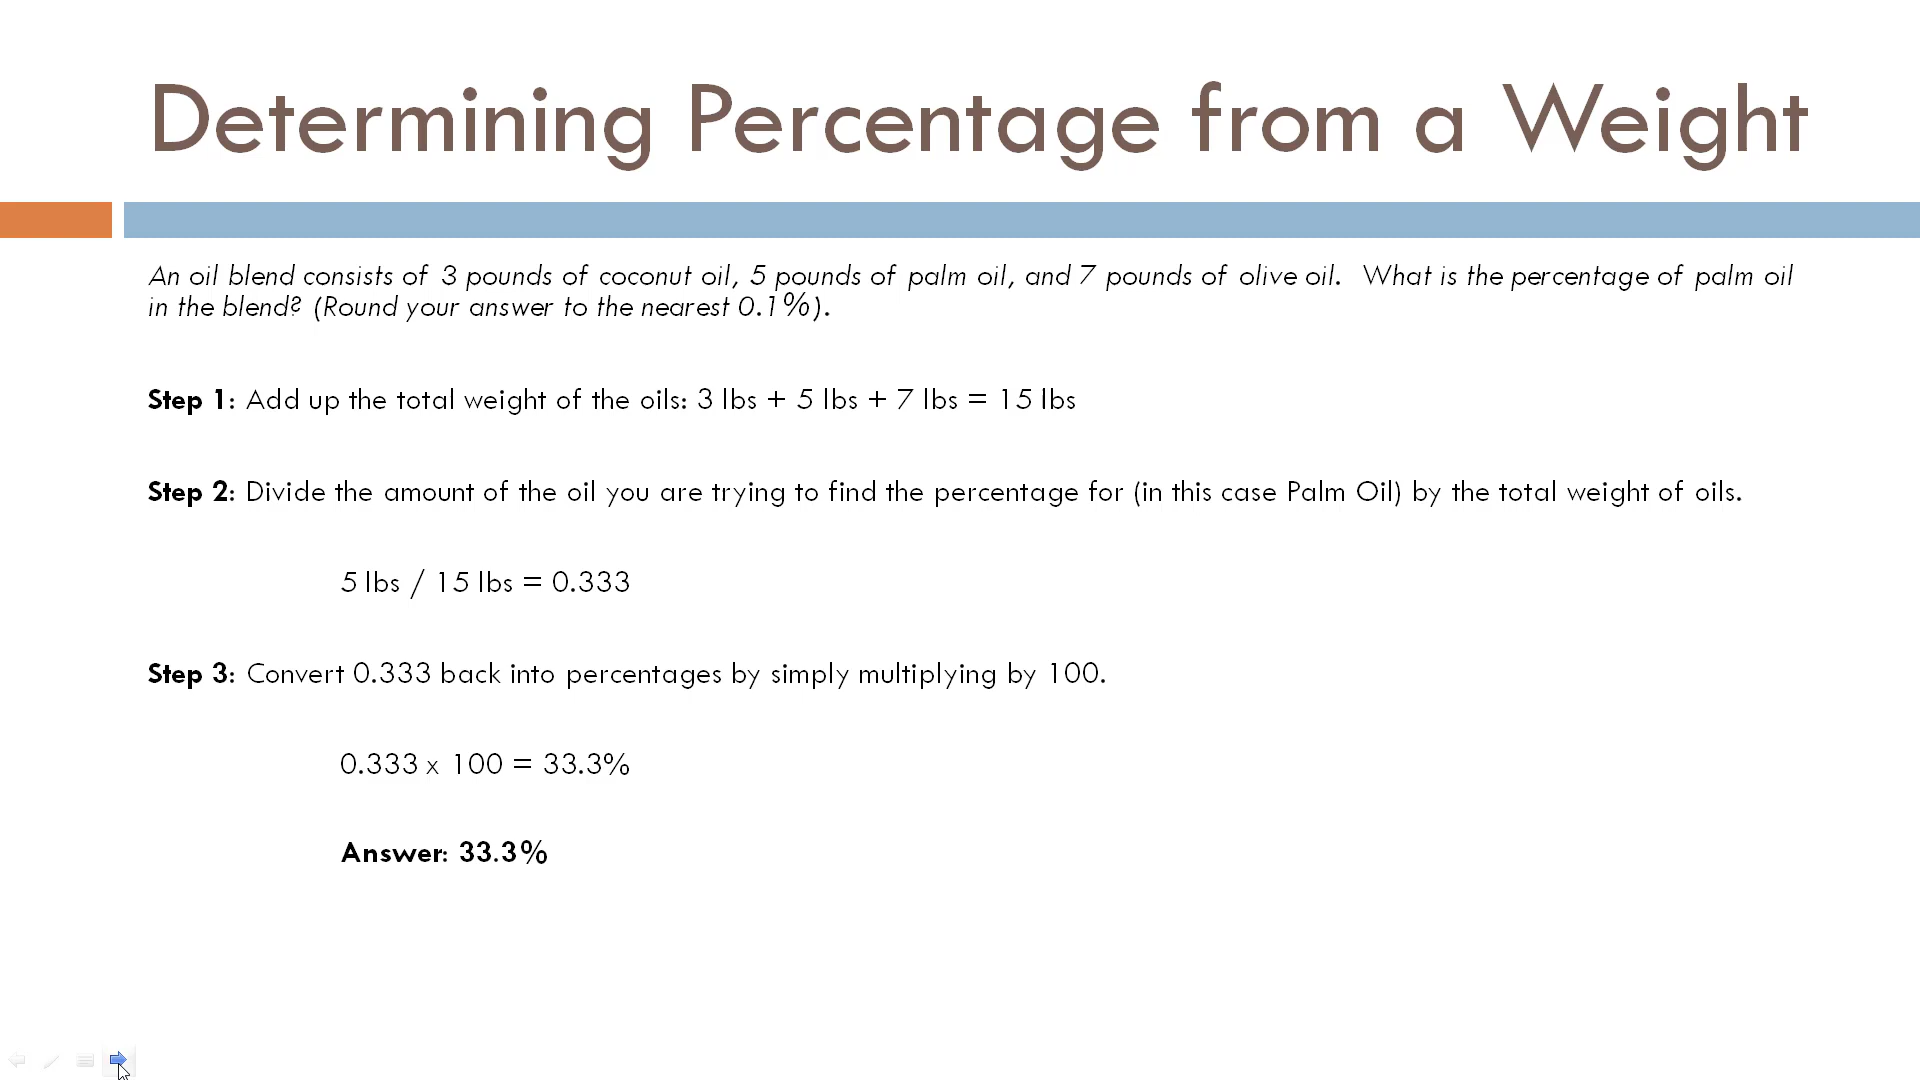 Determining Percentage from a Weight
An oil blend consists of 3 pounds of coconut oil, 5 pounds of palm oil, and 7 pounds of olive oil.  What is the percentage of palm oil
in the blend? (Round your answer to the nearest 0.1%).
Step 1: Add up the total weight of the oils: 3 lbs + 5 lbs + 7 lbs = 15 lbs
Step 2: Divide the amount of the oil you are trying to find the percentage for (in this case Palm Oil) by the total weight of oils.
5 lbs / 15 lbs = 0.333
Step 3: Convert 0.333 back into percentages by simply multiplying by 100.
0.333 x 100 = 33.3%
Answer: 33.3%